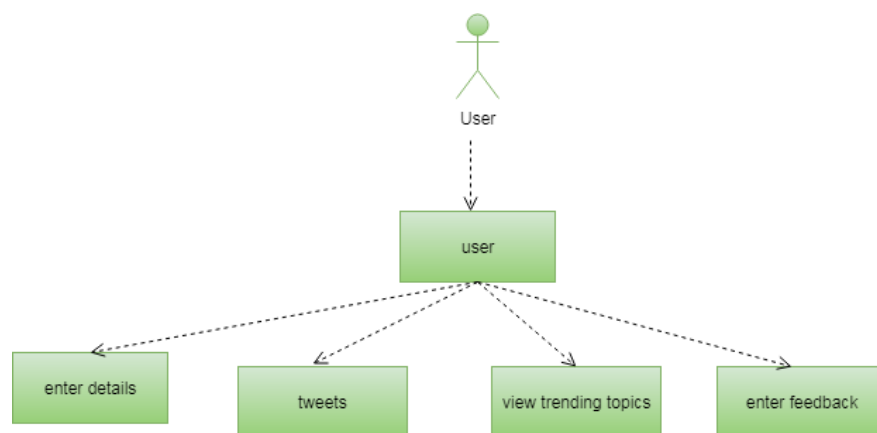 User
user
enter details
tweets
view trending topics
enter feedback